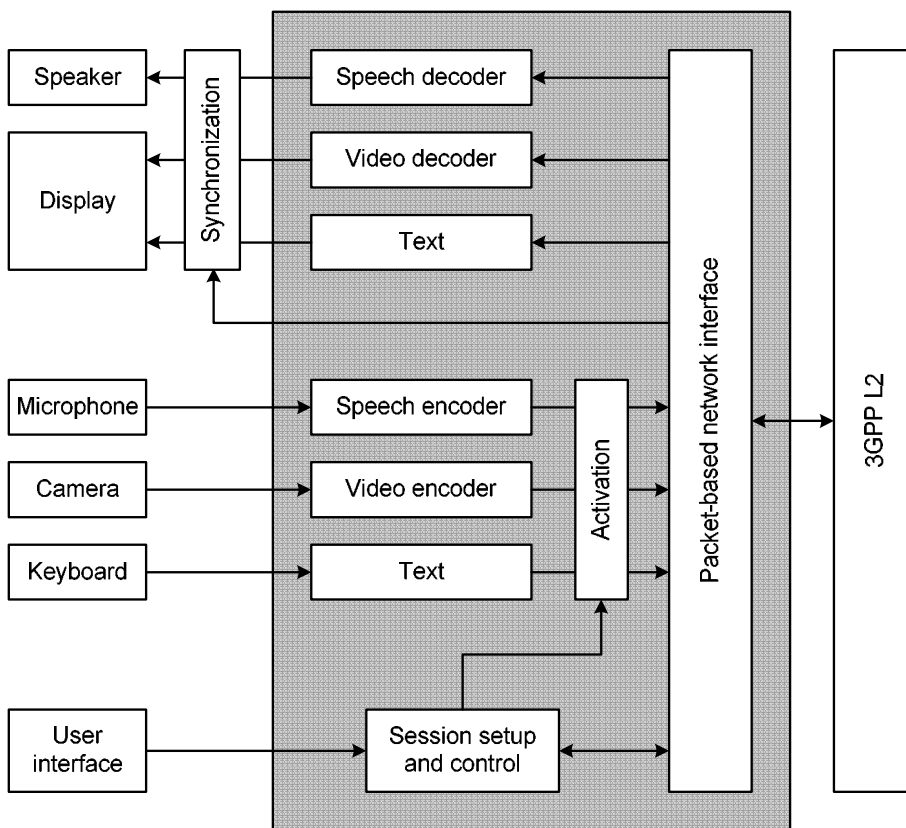 Speaker
Synchronization
Speech decoder
Display
Video decoder
Text
Packet-based network interface
3GPP L2
Microphone
Speech encoder
Activation
Camera
Video encoder
Keyboard
Text
User
interface
Session setup
and control